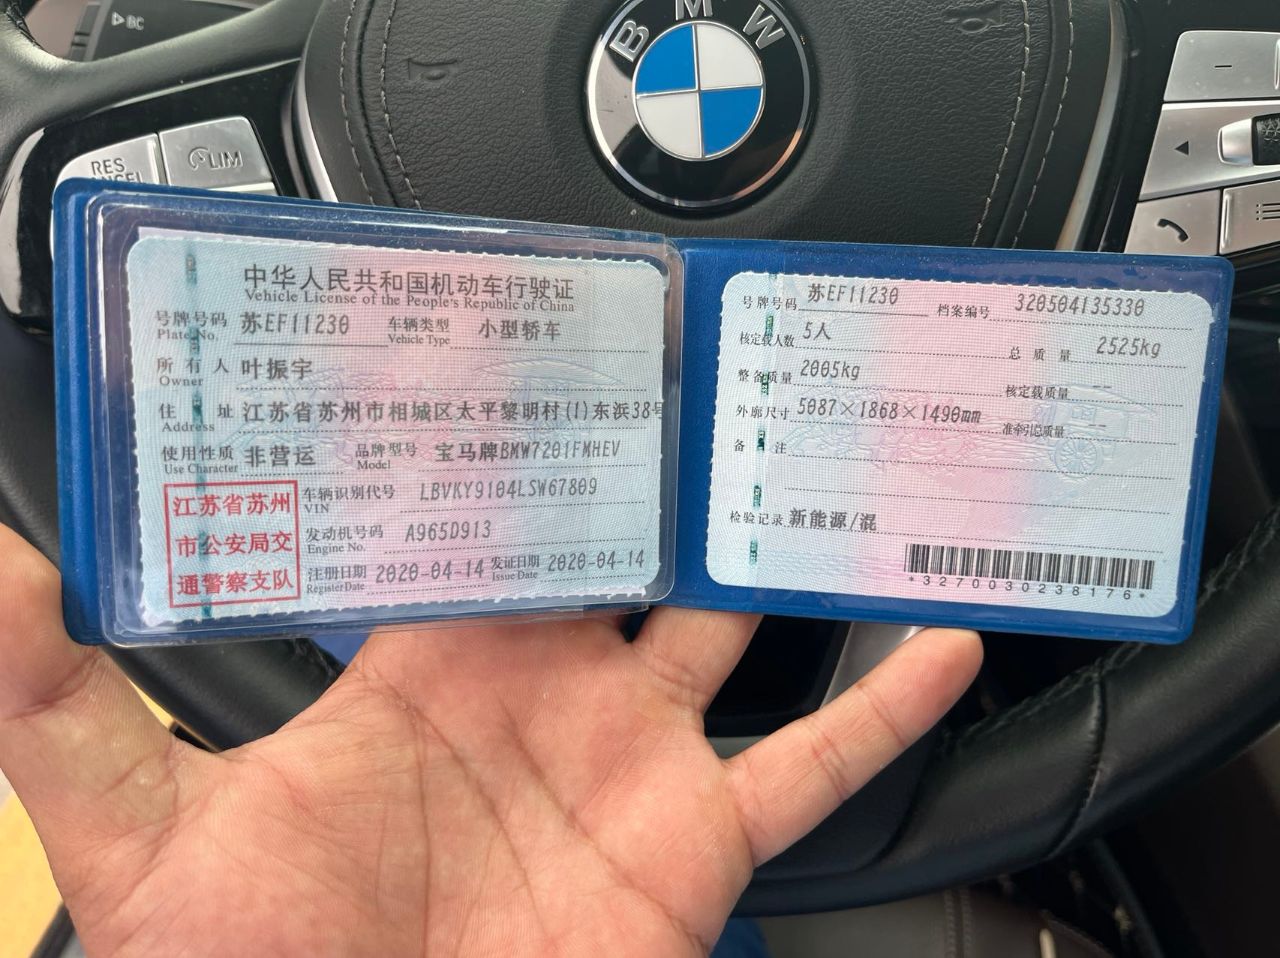 BC
BMW
RES
LIM
中华人民共和国机动车行驶证
Vehicle License of the People's Republic of China
号牌号码 苏EF11230 车辆类型 小型轿车
Plate No. Vehicle Type
所有人 叶振宇
Owner
住址 江苏省苏州市相城区太平黎明村(1)东浜38号
Address
使用性质 非营运 品牌型号 宝马牌BMW7201FMHEV
Use Character Model
车辆识别代号 LBVKY9104LSW67809
VIN
发动机号码 A965D913
Engine No.
注册日期 2020-04-14 发证日期 2020-04-14
Register Date Issue Date
江苏省苏州
市公安局交
通警察支队
号牌号码 苏EF11230 档案编号 320504135330
核定载人数 5人 总质量 2525kg
整备质量 2005kg 核定载质量 --
外廓尺寸 5087×1868×1490mm 准牵引总质量 --
备注
检验记录 新能源/混
*3270030238176*